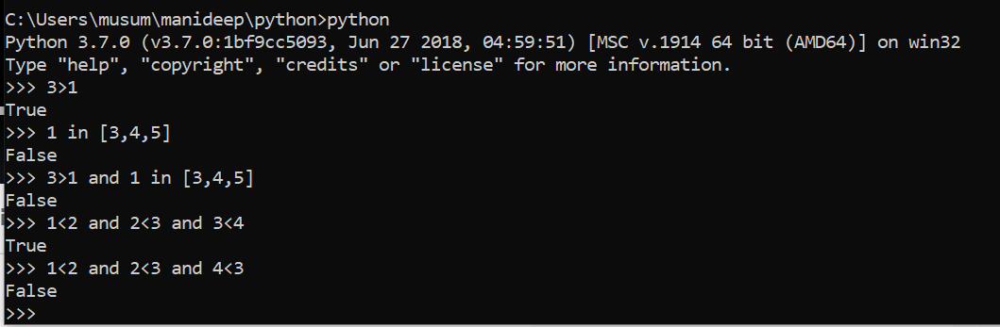 C:\Users\musum\manideep\python>python
Python 3.7.0 (v3.7.0:1bf9cc5093, Jun 27 2018, 04:59:51) [MSC v.1914 64 bit (AMD64)] on win32
Type "help", "copyright", "credits" or "license" for more information.
>>> 3>1
True
>>> 1 in [3,4,5]
False
>>> 3>1 and 1 in [3,4,5]
False
>>> 1<2 and 2<3 and 3<4
True
>>> 1<2 and 2<3 and 4<3
False
>>>